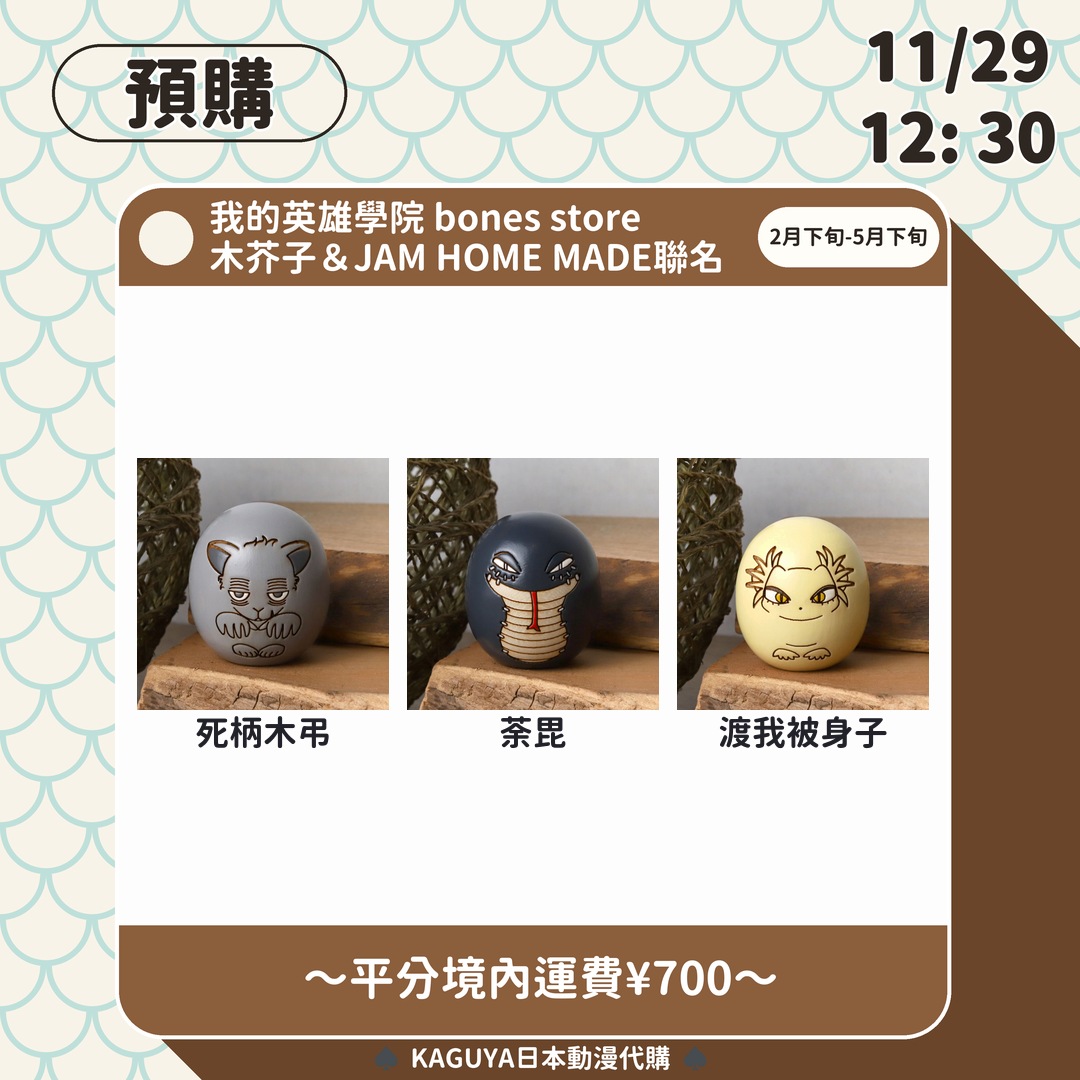 預購
11/29
12: 30
我的英雄學院 bones store
木芥子＆JAM HOME MADE聯名
2月下旬-5月下旬
死柄木弔
荼毘
渡我被身子
～平分境內運費¥700～
KAGUYA日本動漫代購